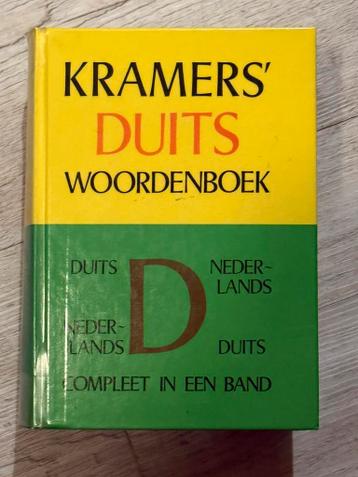 KRAMERS'
DUITS
WOORDENBOEK
DUITS
NEDER~
LANDS
D
NEDER~
LANDS
DUITS
COMPLEET IN EEN BAND